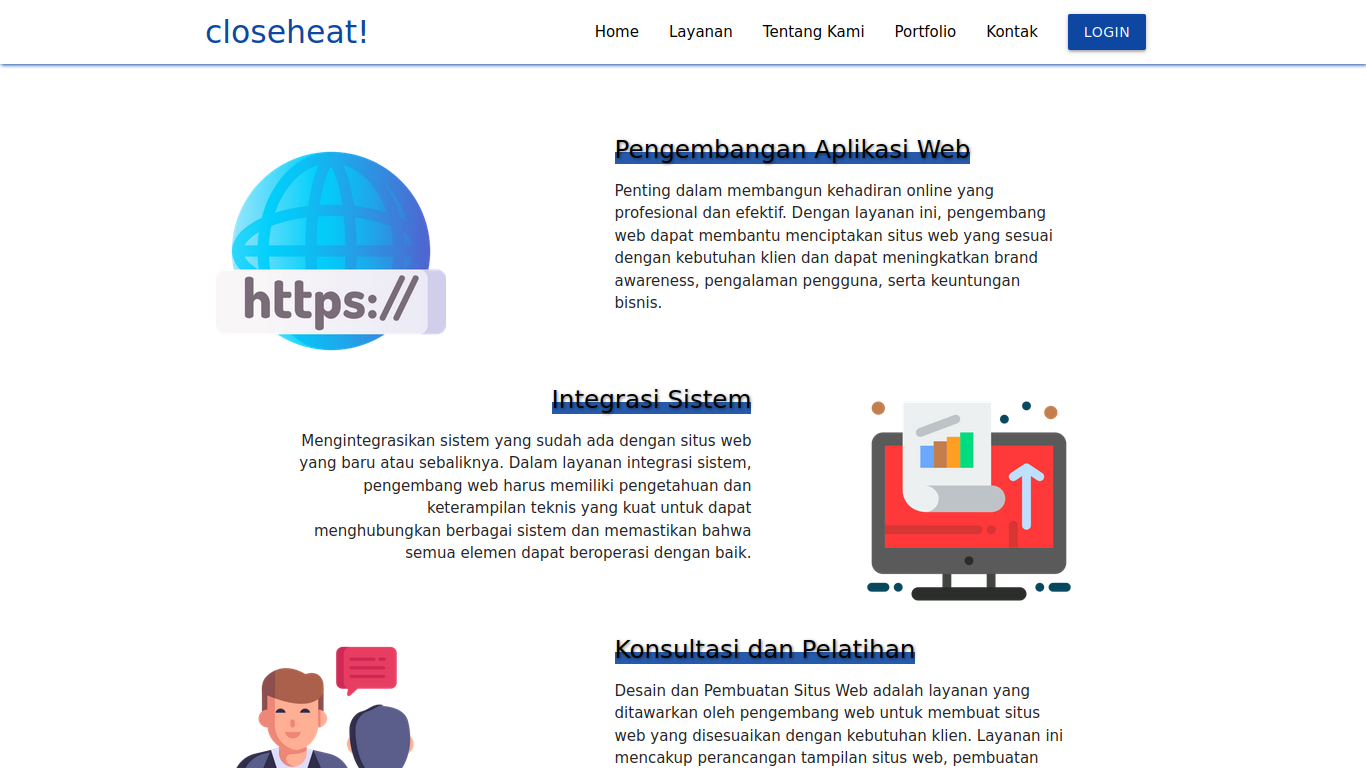 closeheat!
Home
Layanan
Tentang Kami
Portfolio
Kontak
LOGIN
https://
Pengembangan Aplikasi Web
Penting dalam membangun kehadiran online yang
profesional dan efektif. Dengan layanan ini, pengembang
web dapat membantu menciptakan situs web yang sesuai
dengan kebutuhan klien dan dapat meningkatkan brand
awareness, pengalaman pengguna, serta keuntungan
bisnis.
Integrasi Sistem
Mengintegrasikan sistem yang sudah ada dengan situs web
yang baru atau sebaliknya. Dalam layanan integrasi sistem,
pengembang web harus memiliki pengetahuan dan
keterampilan teknis yang kuat untuk dapat
menghubungkan berbagai sistem dan memastikan bahwa
semua elemen dapat beroperasi dengan baik.
Konsultasi dan Pelatihan
Desain dan Pembuatan Situs Web adalah layanan yang
ditawarkan oleh pengembang web untuk membuat situs
web yang disesuaikan dengan kebutuhan klien. Layanan ini
mencakup perancangan tampilan situs web, pembuatan